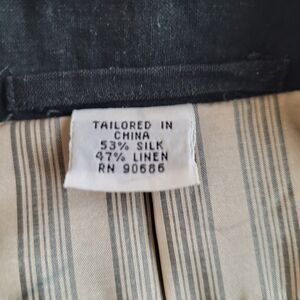 TAILORED IN
CHINA
53% SILK
47% LINEN
RN 90686